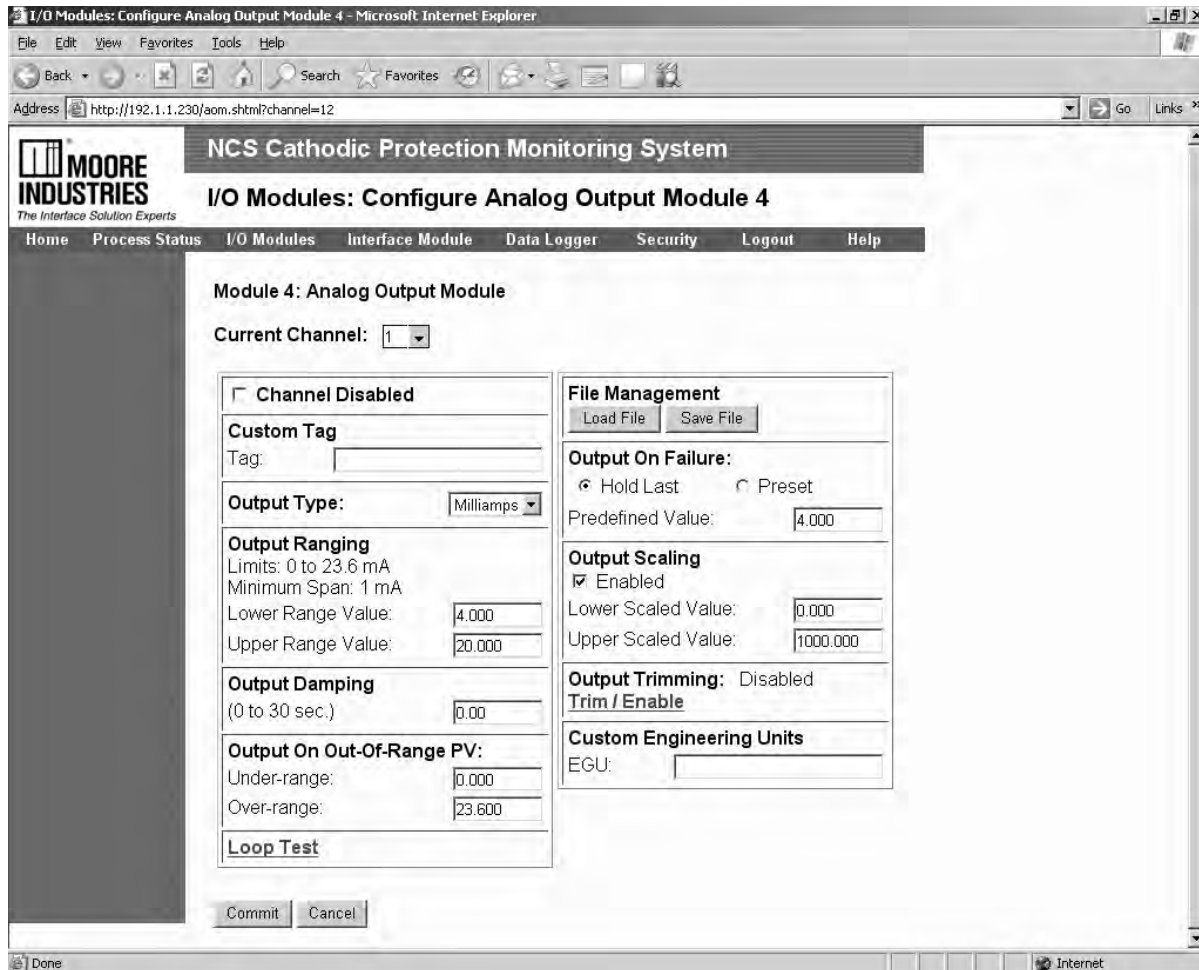 I/O Modules: Configure Analog Output Module 4 - Microsoft Internet Explorer
File Edit View Favorites Tools Help
Back Search Favorites
Address http://192.1.1.230/aom.shtml?channel=12 Go Links »
MOORE
INDUSTRIES
The Interface Solution Experts
NCS Cathodic Protection Monitoring System
I/O Modules: Configure Analog Output Module 4
Home Process Status I/O Modules Interface Module Data Logger Security Logout Help
Module 4: Analog Output Module
Current Channel: 1
Channel Disabled
Custom Tag
Tag:
Output Type: Milliamps
Output Ranging
Limits: 0 to 23.6 mA
Minimum Span: 1 mA
Lower Range Value: 4.000
Upper Range Value: 20.000
Output Damping
(0 to 30 sec.) 0.00
Output On Out-Of-Range PV:
Under-range: 0.000
Over-range: 23.600
Loop Test
File Management
Load File Save File
Output On Failure:
Hold Last Preset
Predefined Value: 4.000
Output Scaling
Enabled
Lower Scaled Value: 0.000
Upper Scaled Value: 1000.000
Output Trimming: Disabled
Trim / Enable
Custom Engineering Units
EGU:
Commit Cancel
Done Internet